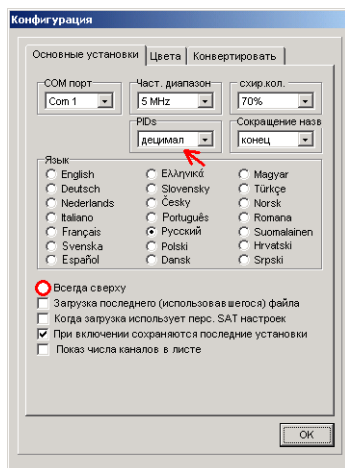 Конфигурация
Основные установки Цвета Конвертировать
COM порт Част. диапазон схир.кол.
Com 1 5 MHz 70%
PIDs Сокращение назв
децимал конец
Язык
English Ελληνικά Magyar
Deutsch Slovensky Türkçe
Nederlands Česky Norsk
Italiano Português Romana
Français Русский Suomalainen
Svenska Polski Hrvatski
Español Dansk Srpski
Всегда сверху
Загрузка последнего (использовавшегося) файла
Когда загрузка использует перс. SAT настроек
При включении сохраняются последние установки
Показ числа каналов в листе
OK